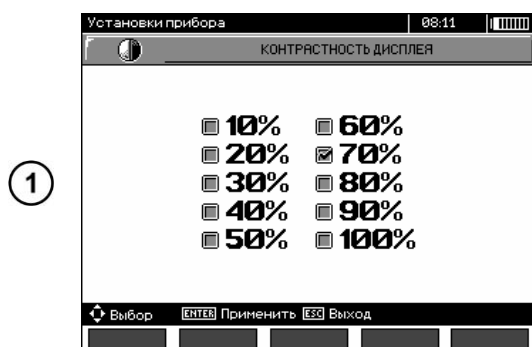 Установки прибора 08:11
КОНТРАСТНОСТЬ ДИСПЛЕЯ
10% 60%
20% 70%
30% 80%
40% 90%
50% 100%
1
Выбор ENTER Применить ESC Выход